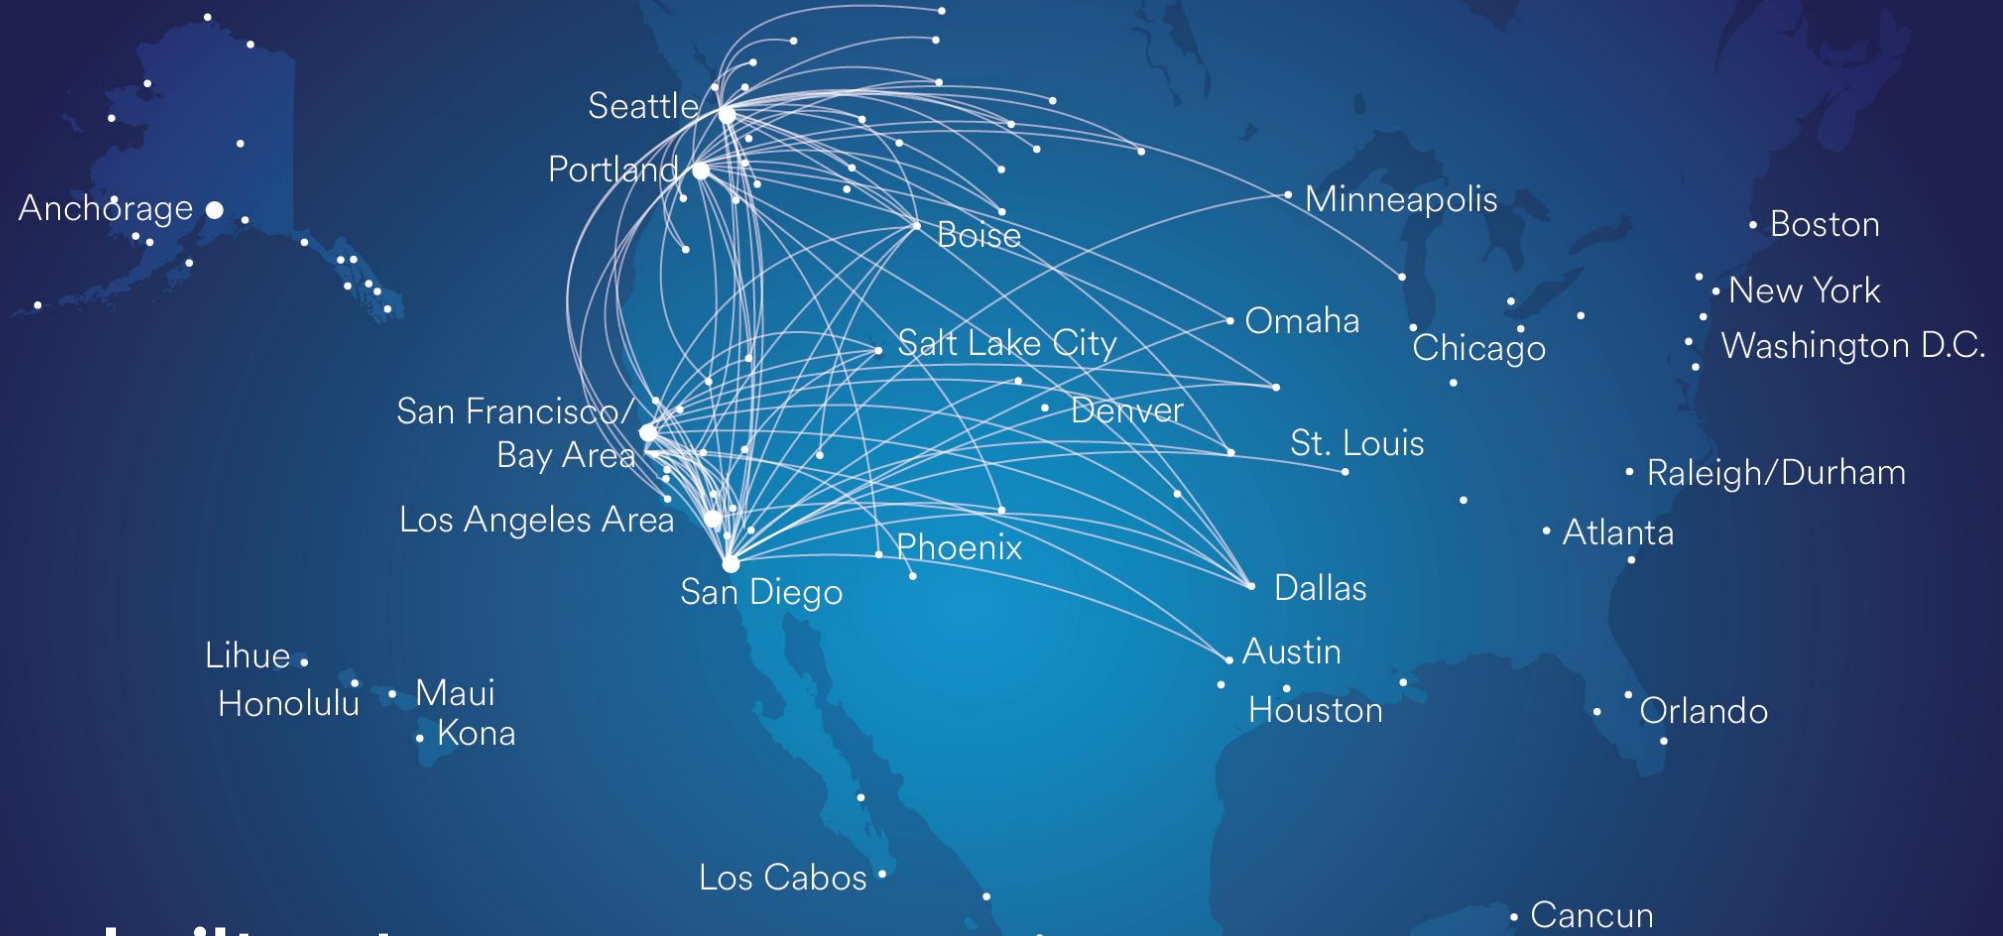 Seattle
Portland
Anchorage
Minneapolis
Boston
Boise
New York
Omaha
Chicago
Washington D.C.
Salt Lake City
San Francisco/
Bay Area
Denver
St. Louis
Raleigh/Durham
Los Angeles Area
Atlanta
Phoenix
San Diego
Dallas
Lihue
Austin
Honolulu
Maui
Houston
Orlando
Kona
Los Cabos
Cancun